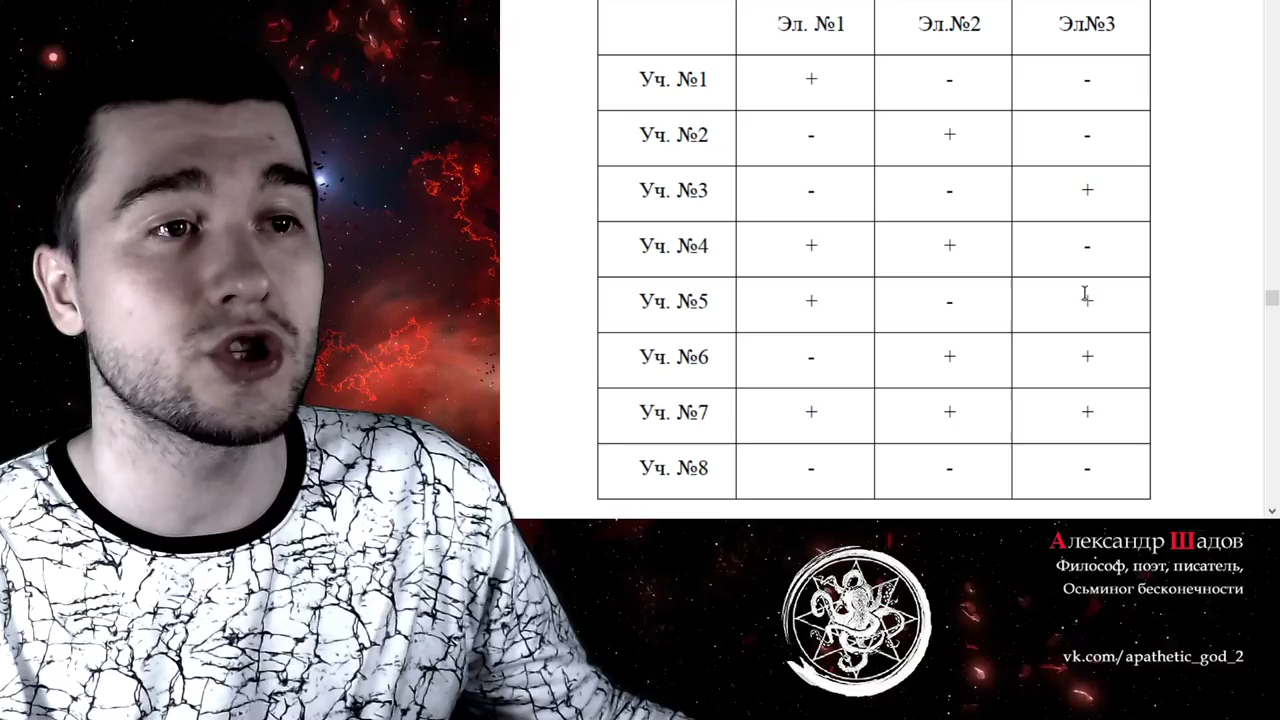 Эл. №1 Эл.№2 Эл№3
Уч. №1 + - -
Уч. №2 - + -
Уч. №3 - - +
Уч. №4 + + -
Уч. №5 + - +
Уч. №6 - + +
Уч. №7 + + +
Уч. №8 - - -
Александр Шадов
Философ, поэт, писатель,
Осьминог бесконечности
vk.com/apathetic_god_2